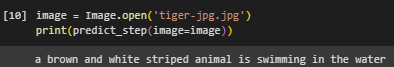 [10] image = Image.open('tiger-jpg.jpg')
print(predict_step(image=image))
a brown and white striped animal is swimming in the water